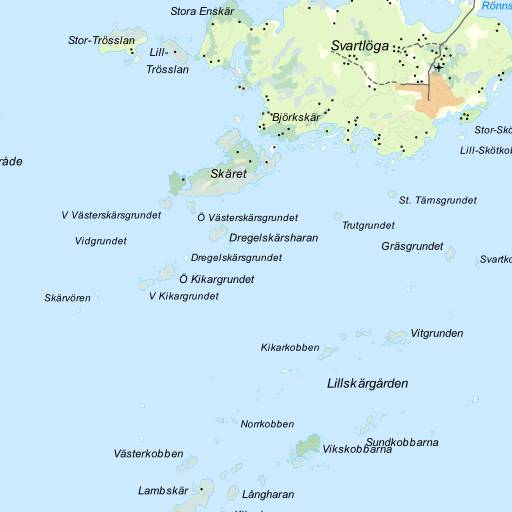 Rönns
Stora Enskär
Stor-Trösslan
Svartlöga
Lill-
Trösslan
Björkskär
Stor-Skö
Lill-Skötkob
råde
Skäret
St. Tärnsgrundet
V Västerskärsgrundet
Ö Västerskärsgrundet
Trutgrundet
Vidgrundet
Dregelskärsharan
Gräsgrundet
Dregelskärsgrundet
Svartko
Ö Kikargrundet
Skärvören
V Kikargrundet
Vitgrunden
Kikarkobben
Lillskärgården
Norrkobben
Sundkobbarna
Vikskobbarna
Västerkobben
Lambskär
Långharan